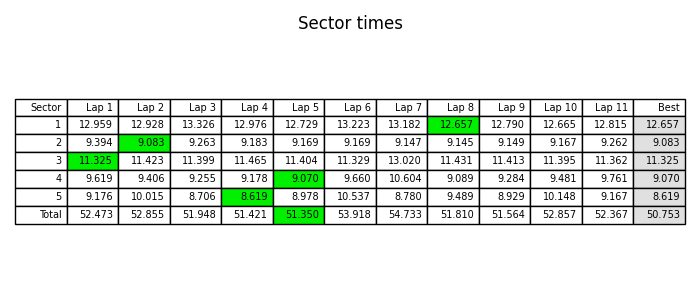 Sector times
Sector Lap 1 Lap 2 Lap 3 Lap 4 Lap 5 Lap 6 Lap 7 Lap 8 Lap 9 Lap 10 Lap 11 Best
1 12.959 12.928 13.326 12.976 12.729 13.223 13.182 12.657 12.790 12.665 12.815 12.657
2 9.394 9.083 9.263 9.183 9.169 9.169 9.147 9.145 9.149 9.167 9.262 9.083
3 11.325 11.423 11.399 11.465 11.404 11.329 13.020 11.431 11.413 11.395 11.362 11.325
4 9.619 9.406 9.255 9.178 9.070 9.660 10.604 9.089 9.284 9.481 9.761 9.070
5 9.176 10.015 8.706 8.619 8.978 10.537 8.780 9.489 8.929 10.148 9.167 8.619
Total 52.473 52.855 51.948 51.421 51.350 53.918 54.733 51.810 51.564 52.857 52.367 50.753